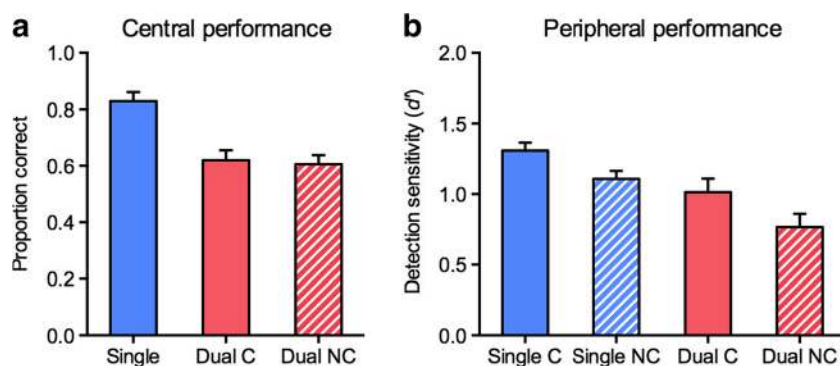 a Central performance
Proportion correct
1.0
0.8
0.6
0.4
0.2
0.0
Single Dual C Dual NC
b Peripheral performance
Detection sensitivity (d')
2.0
1.5
1.0
0.5
0.0
Single C Single NC Dual C Dual NC